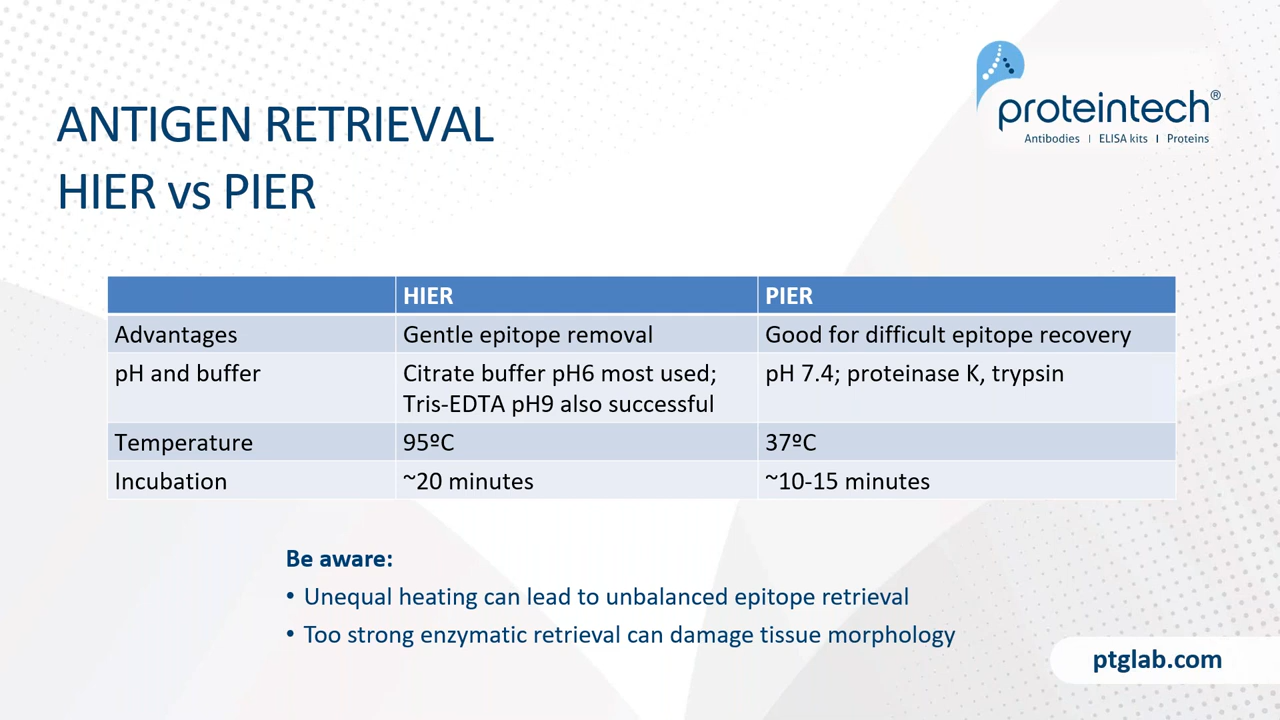 proteintech®
Antibodies | ELISA kits | Proteins
ANTIGEN RETRIEVAL
HIER vs PIER
HIER PIER
Advantages Gentle epitope removal Good for difficult epitope recovery
pH and buffer Citrate buffer pH6 most used; pH 7.4; proteinase K, trypsin
Tris-EDTA pH9 also successful
Temperature 95ºC 37ºC
Incubation ~20 minutes ~10-15 minutes
Be aware:
• Unequal heating can lead to unbalanced epitope retrieval
• Too strong enzymatic retrieval can damage tissue morphology
ptglab.com